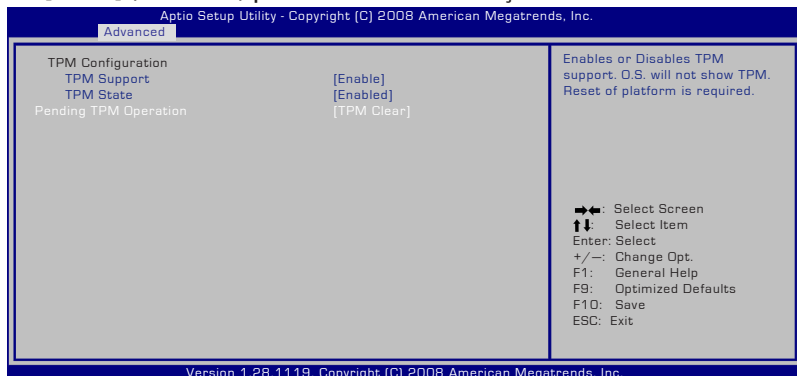 Aptio Setup Utility - Copyright (C) 2008 American Megatrends, Inc.
Advanced
TPM Configuration
TPM Support [Enable]
TPM State [Enabled]
Pending TPM Operation [TPM Clear]
Enables or Disables TPM
support. O.S. will not show TPM.
Reset of platform is required.
→←: Select Screen
↑↓: Select Item
Enter: Select
+/—: Change Opt.
F1: General Help
F9: Optimized Defaults
F10: Save
ESC: Exit
Version 1.28.1119. Copyright (C) 2008 American Megatrends, Inc.